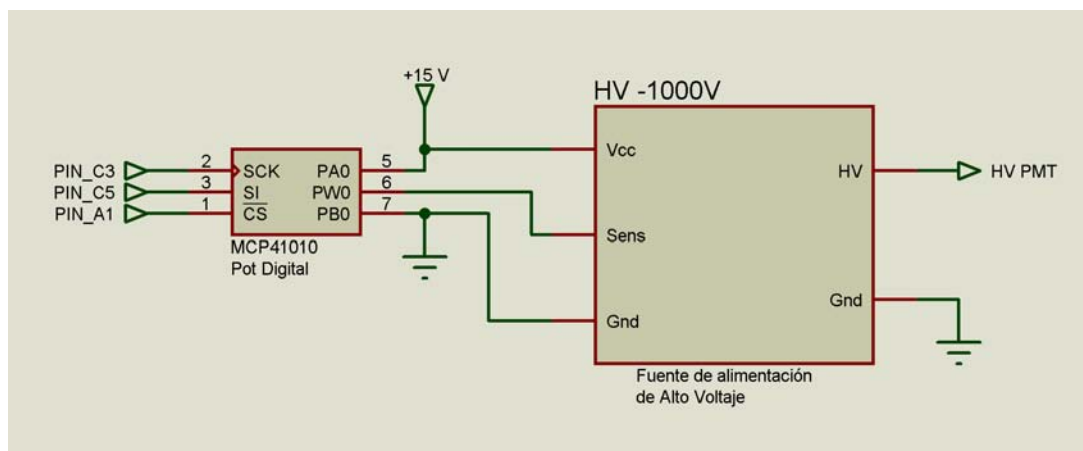 +15 V
HV -1000V
PIN_C3
2
SCK
PA0
5
PIN_C5
3
SI
PW0
6
PIN_A1
1
CS
PB0
7
MCP41010
Pot Digital
Vcc
Sens
Gnd
HV
HV PMT
Gnd
Fuente de alimentación
de Alto Voltaje